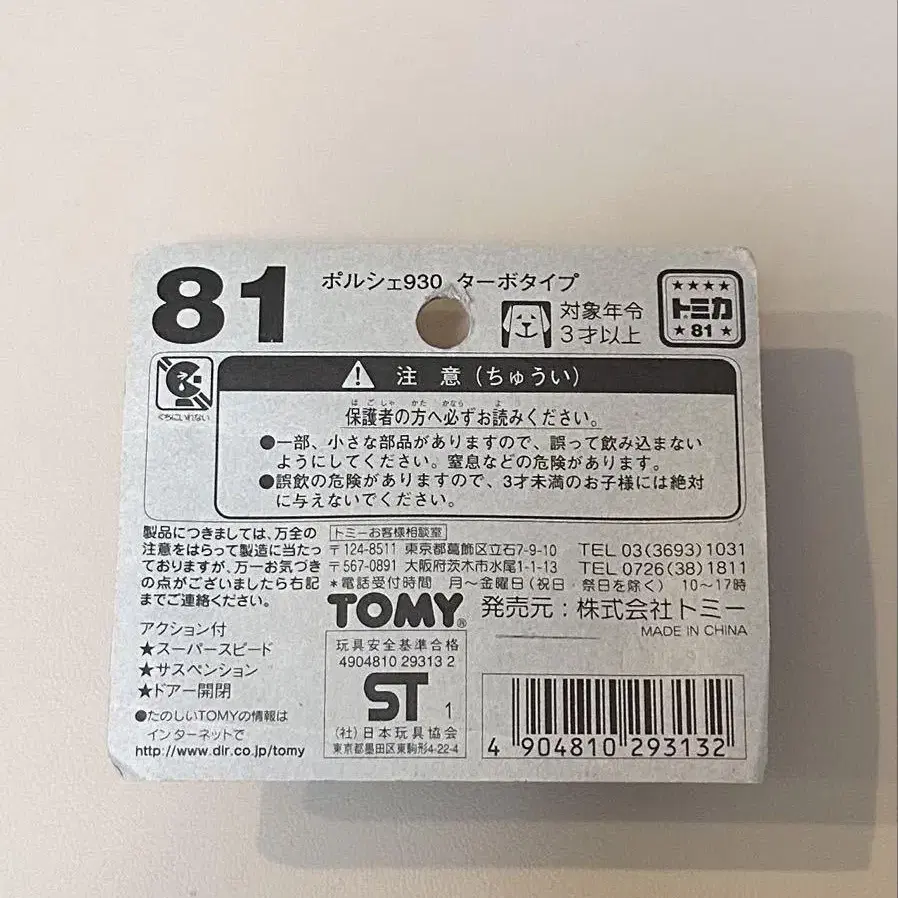 81
ポルシェ930 ターボタイプ
対象年令
3才以上
トミカ
81
くちにいれない
注 意(ちゅうい)
ほごしゃ かた かなら よ
保護者の方へ必ずお読みください。
●一部、小さな部品がありますので、誤って飲み込まない
ようにしてください。窒息などの危険があります。
●誤飲の危険がありますので、3才未満のお子様には絶対
に与えないでください。
製品につきましては、万全の
注意をはらって製造に当たっ
ておりますが、万一お気づき
の点がございましたら右記
までご連絡ください。
トミーお客様相談室
〒124-8511 東京都葛飾区立石7-9-10 TEL 03(3693)1031
〒567-0891 大阪府茨木市水尾1-1-13 TEL 0726(38)1811
*電話受付時間 月〜金曜日(祝日・祭日を除く) 10〜17時
TOMY®
発売元:株式会社トミー
MADE IN CHINA
アクション付
★スーパースピード
★サスペンション
★ドアー開閉
●たのしいTOMYの情報は
インターネットで
http://www.dir.co.jp/tomy
玩具安全基準合格
4904810 29313 2
ST 1
(社)日本玩具協会
東京都墨田区東駒形4-22-4
4 904810 293132